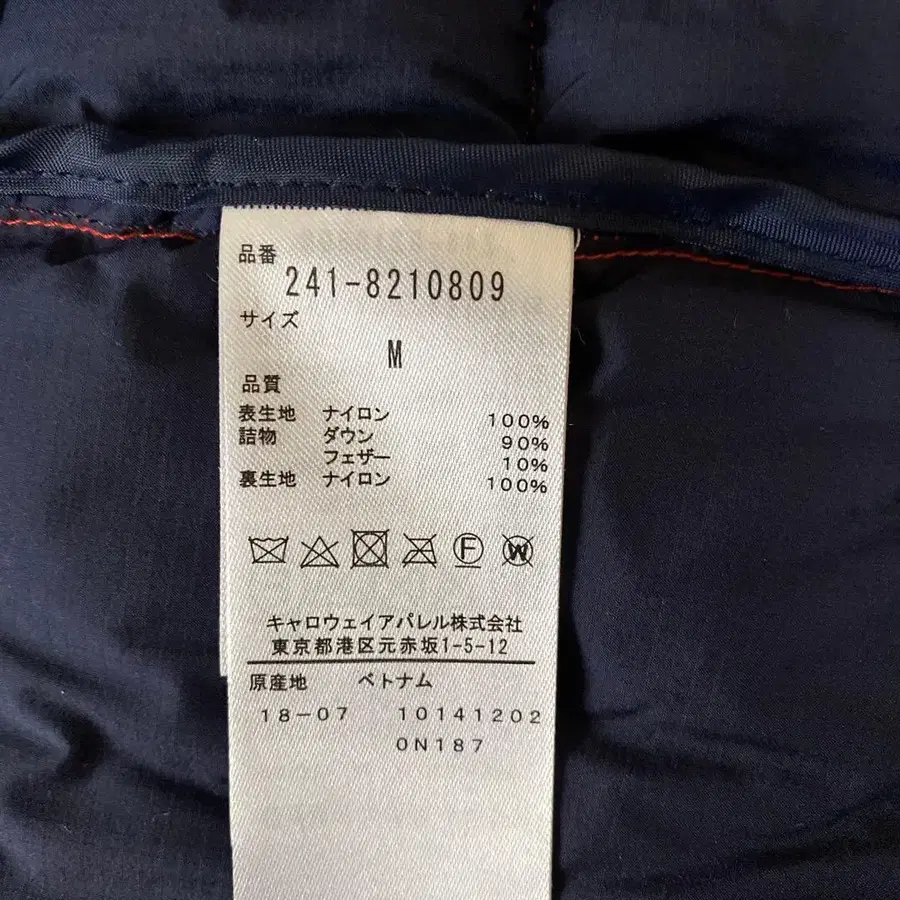 品番
241-8210809
サイズ
M
品質
表生地 ナイロン 100%
詰物 ダウン 90%
フェザー 10%
裏生地 ナイロン 100%
F W
キャロウェイアパレル株式会社
東京都港区元赤坂1-5-12
原産地 ベトナム
18-07 10141202
0N187